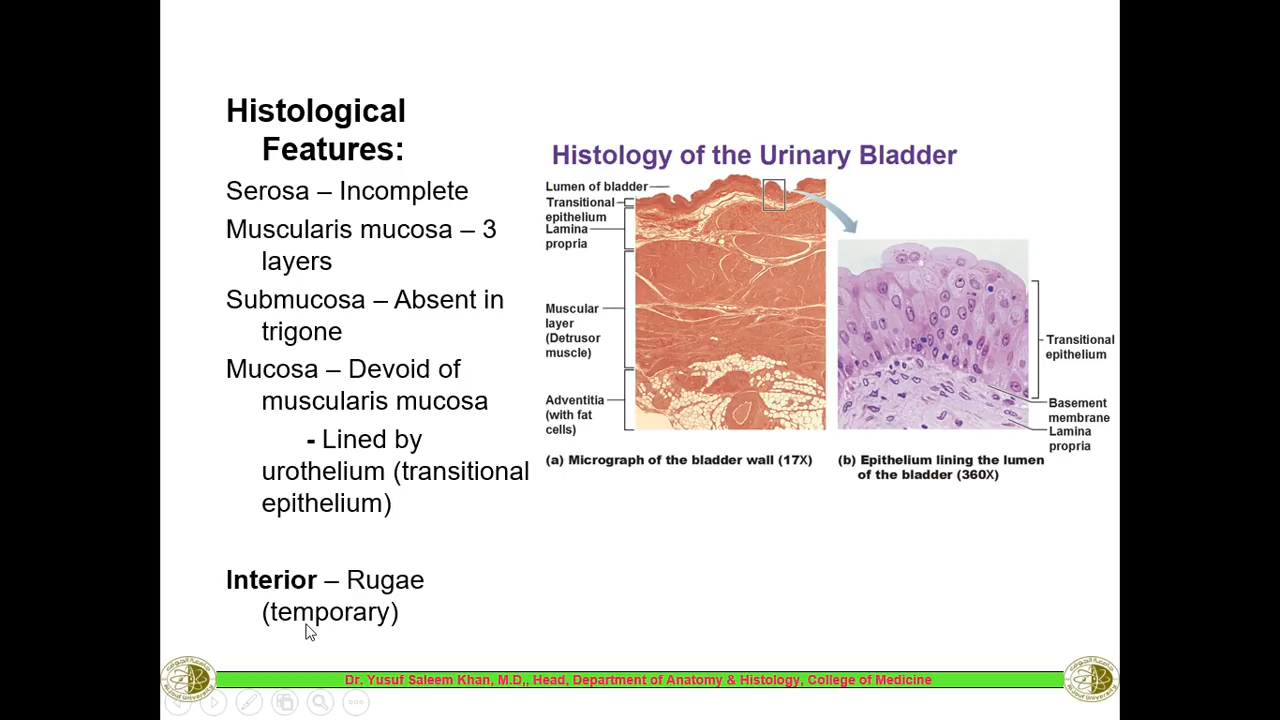 Histological
Features:
Serosa – Incomplete
Muscularis mucosa – 3
layers
Submucosa – Absent in
trigone
Mucosa – Devoid of
muscularis mucosa
- Lined by
urothelium (transitional
epithelium)
Interior – Rugae
(temporary)
Histology of the Urinary Bladder
Lumen of bladder
Transitional
epithelium
Lamina
propria
Muscular
layer
(Detrusor
muscle)
Adventitia
(with fat
cells)
(a) Micrograph of the bladder wall (17X)
Transitional
epithelium
Basement
membrane
Lamina
propria
(b) Epithelium lining the lumen
of the bladder (360X)
Dr. Yusuf Saleem Khan, M.D,, Head, Department of Anatomy & Histology, College of Medicine